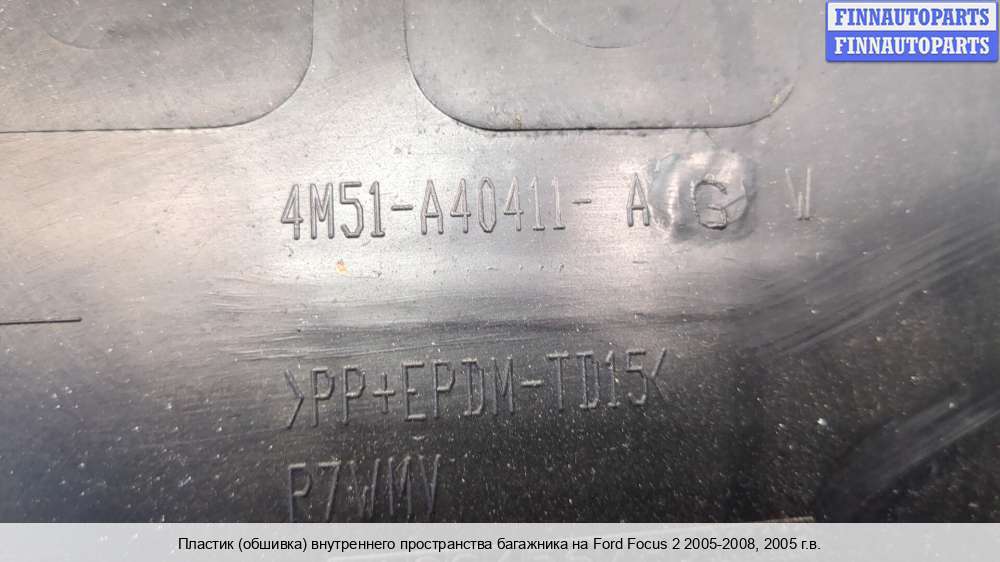 FINNAUTOPARTS
FINNAUTOPARTS
4M51-A40411- A G W
>PP+EPDM-TD15<
P7WMV
Пластик (обшивка) внутреннего пространства багажника на Ford Focus 2 2005-2008, 2005 г.в.